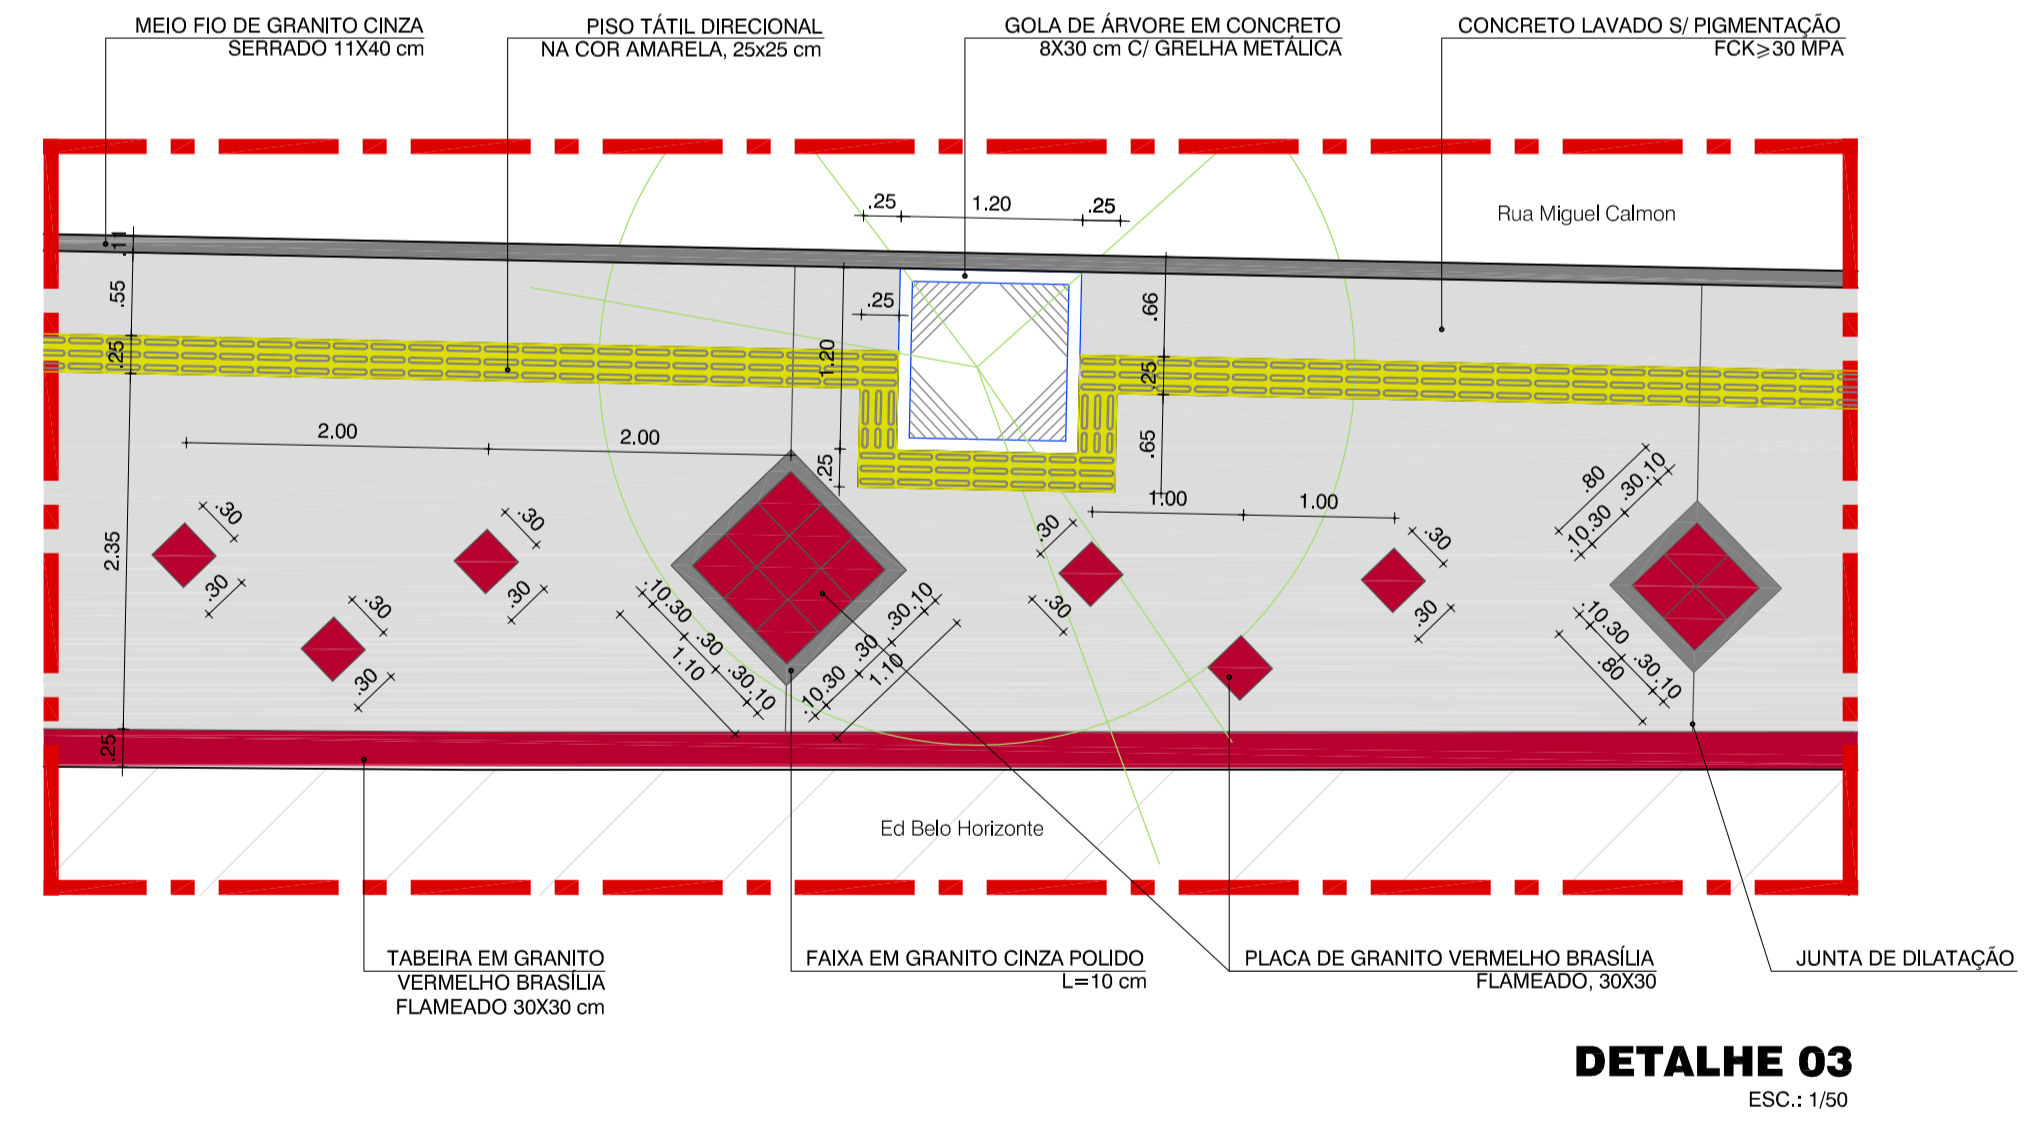 MEIO FIO DE GRANITO CINZA
SERRADO 11X40 cm
PISO TÁTIL DIRECIONAL
NA COR AMARELA, 25x25 cm
GOLA DE ÁRVORE EM CONCRETO
8X30 cm C/ GRELHA METÁLICA
CONCRETO LAVADO S/ PIGMENTAÇÃO
FCK⩾30 MPA
.25
1.20
.25
Rua Miguel Calmon
.11
.55
.25
2.35
.25
.25
1.20
.25
.66
.25
.65
2.00
2.00
1.00
1.00
.30
.30
.30
.30
.30
.30
.10
.30
.30
.30
.10
1.10
.10
.30
.30
.30
.10
1.10
.30
.30
.30
.30
.80
.10
.30
.30
.10
.10
.30
.30
.10
.80
Ed Belo Horizonte
TABEIRA EM GRANITO
VERMELHO BRASÍLIA
FLAMEADO 30X30 cm
FAIXA EM GRANITO CINZA POLIDO
L=10 cm
PLACA DE GRANITO VERMELHO BRASÍLIA
FLAMEADO, 30X30
JUNTA DE DILATAÇÃO
DETALHE 03
ESC.: 1/50